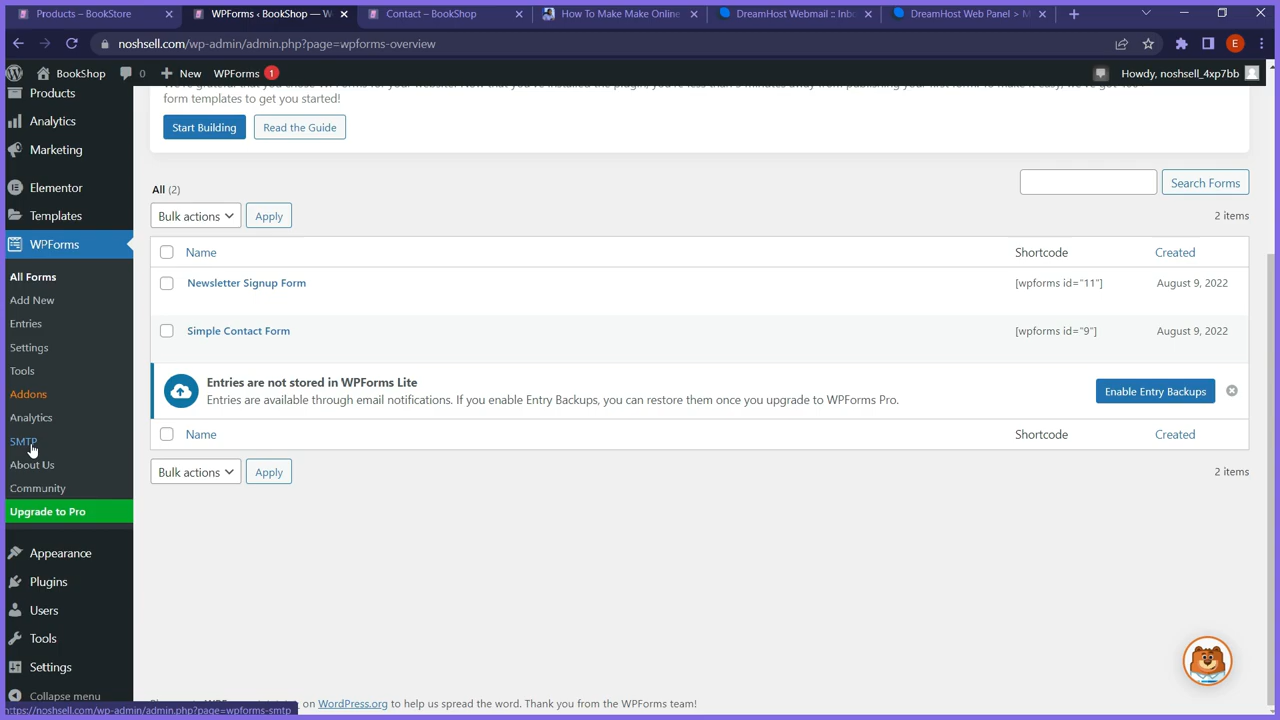 Products – BookStore
WPForms ‹ BookShop — W
Contact – BookShop
How To Make Make Online
DreamHost Webmail :: Inb
DreamHost Web Panel > M
noshsell.com/wp-admin/admin.php?page=wpforms-overview
E
BookShop
0
New
WPForms 1
Howdy, noshsell_4xp7bb
Products
Analytics
Marketing
Elementor
Templates
WPForms
All Forms
Add New
Entries
Settings
Tools
Addons
Analytics
SMTP
About Us
Community
Upgrade to Pro
Appearance
Plugins
Users
Tools
Settings
Collapse menu
form templates to get you started!
Start Building
Read the Guide
All (2)
Search Forms
Bulk actions
Apply
2 items
Name
Shortcode
Created
Newsletter Signup Form
[wpforms id="11"]
August 9, 2022
Simple Contact Form
[wpforms id="9"]
August 9, 2022
Entries are not stored in WPForms Lite
Entries are available through email notifications. If you enable Entry Backups, you can restore them once you upgrade to WPForms Pro.
Enable Entry Backups
Name
Shortcode
Created
Bulk actions
Apply
2 items
on WordPress.org to help us spread the word. Thank you from the WPForms team!
https://noshsell.com/wp-admin/admin.php?page=wpforms-smtp